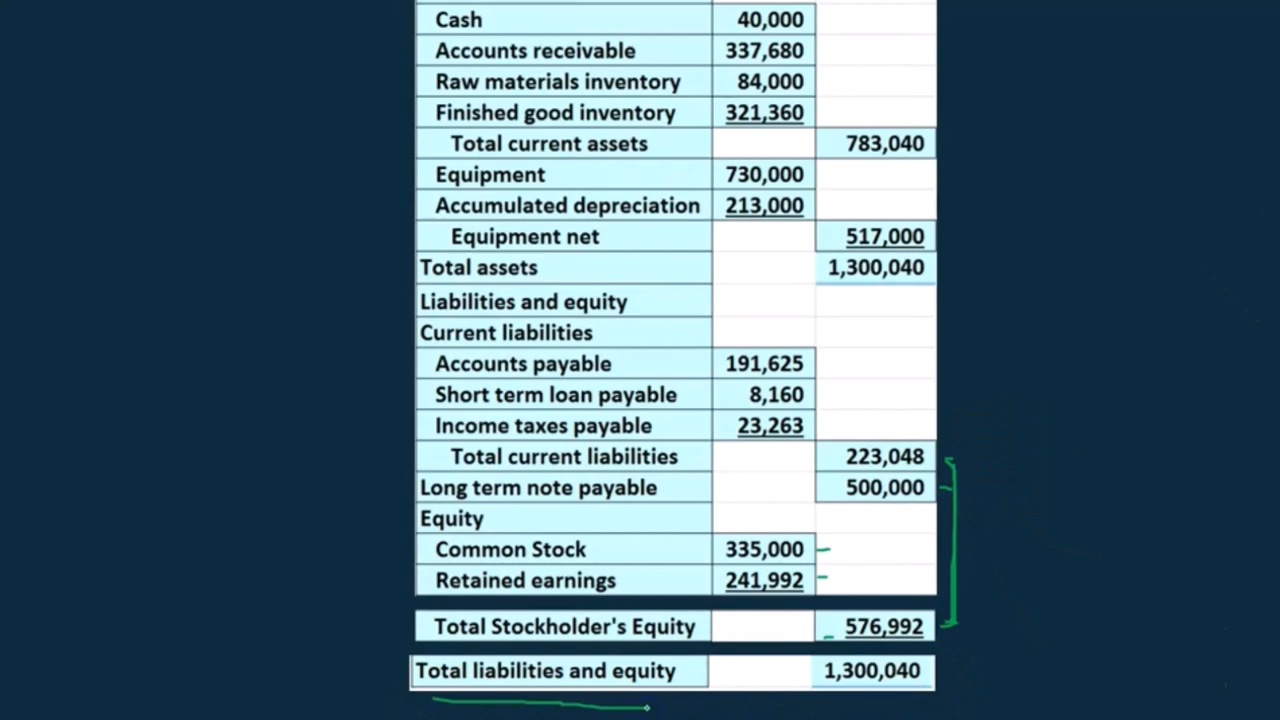 Cash 40,000
Accounts receivable 337,680
Raw materials inventory 84,000
Finished good inventory 321,360
Total current assets 783,040
Equipment 730,000
Accumulated depreciation 213,000
Equipment net 517,000
Total assets 1,300,040
Liabilities and equity
Current liabilities
Accounts payable 191,625
Short term loan payable 8,160
Income taxes payable 23,263
Total current liabilities 223,048
Long term note payable 500,000
Equity
Common Stock 335,000
Retained earnings 241,992
Total Stockholder's Equity 576,992
Total liabilities and equity 1,300,040